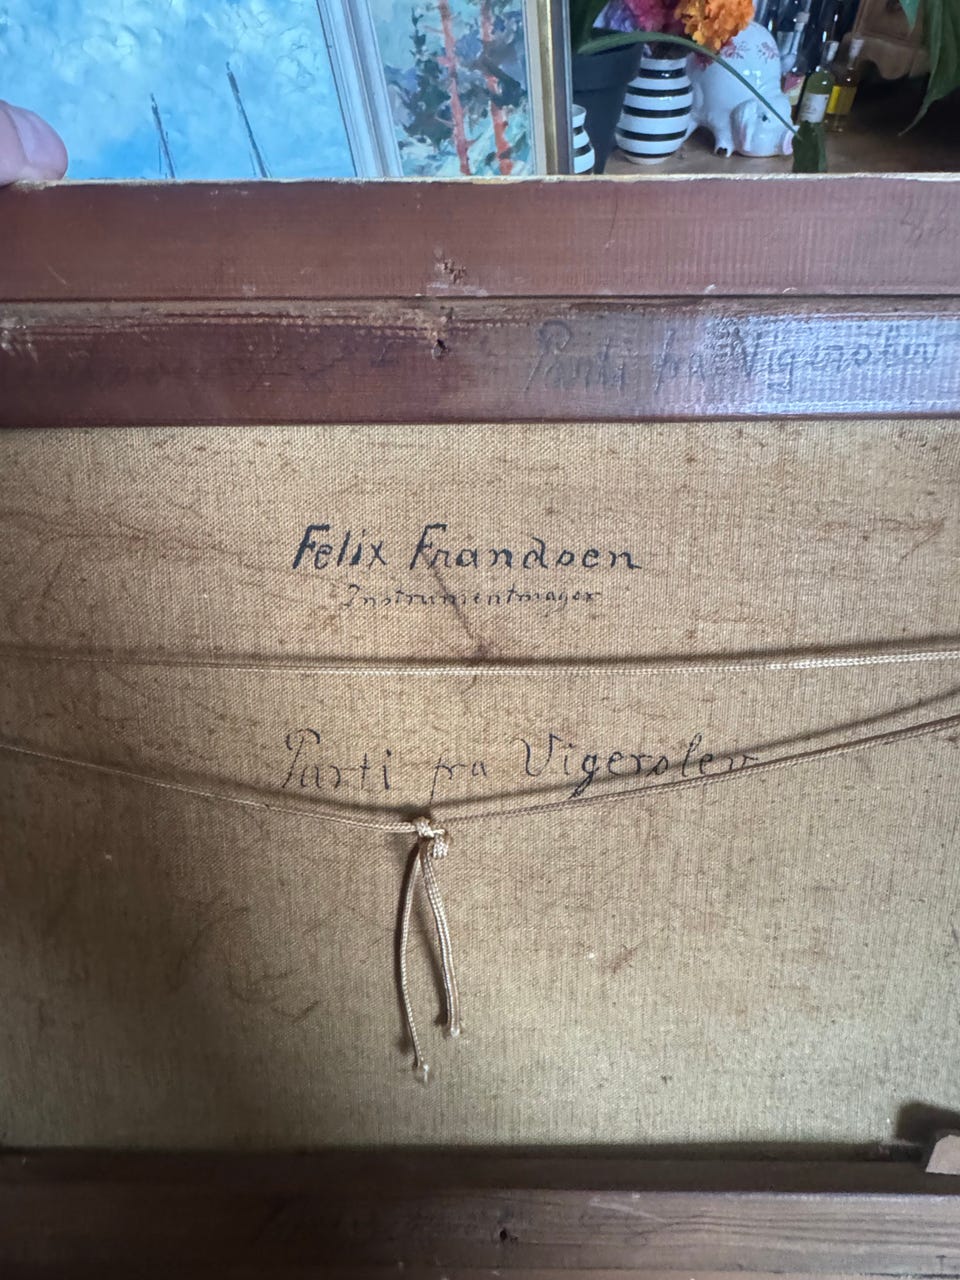 Parti fra Vigerslev
Felix Frandsen
Instrumentmager
Parti fra Vigerslev